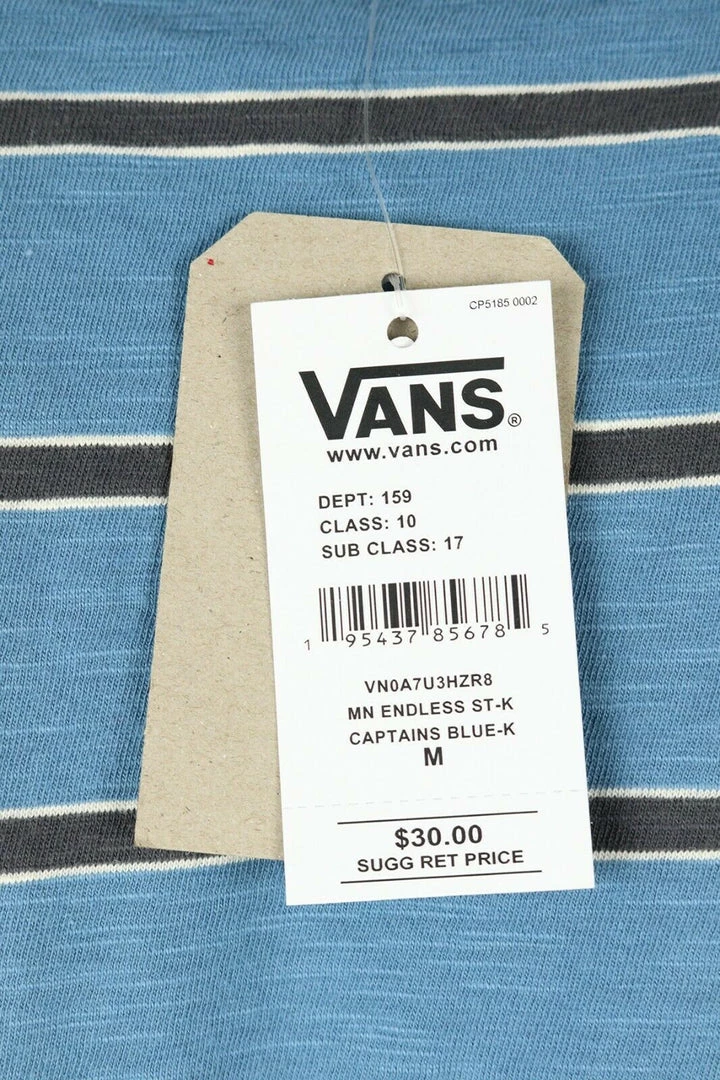 CP5185 0002
VANS®
www.vans.com
DEPT: 159
CLASS: 10
SUB CLASS: 17
1 95437 85678 5
VN0A7U3HZR8
MN ENDLESS ST-K
CAPTAINS BLUE-K
M
$30.00
SUGG RET PRICE